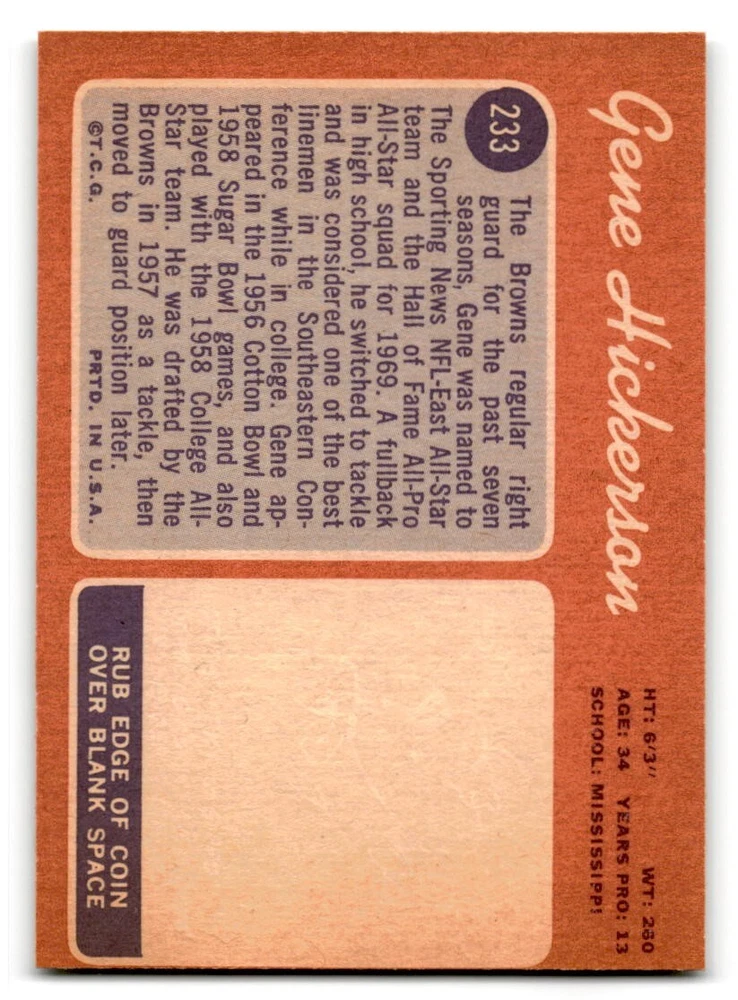 Gene Hickerson
HT: 6'3" WT: 260
AGE: 34 YEARS PRO: 13
SCHOOL: MISSISSIPPI
233
The Browns regular right
guard for the past seven
seasons, Gene was named to
The Sporting News NFL-East All-Star
team and the Hall of Fame All-Pro
All-Star squad for 1969. A fullback
in high school, he switched to tackle
and was considered one of the best
linemen in the Southeastern Con-
ference while in college. Gene ap-
peared in the 1956 Cotton Bowl and
1958 Sugar Bowl games, and also
played with the 1958 College All-
Star team. He was drafted by the
Browns in 1957 as a tackle, then
moved to guard position later.
©T.C.G. PRTD. IN U.S.A.
RUB EDGE OF COIN
OVER BLANK SPACE